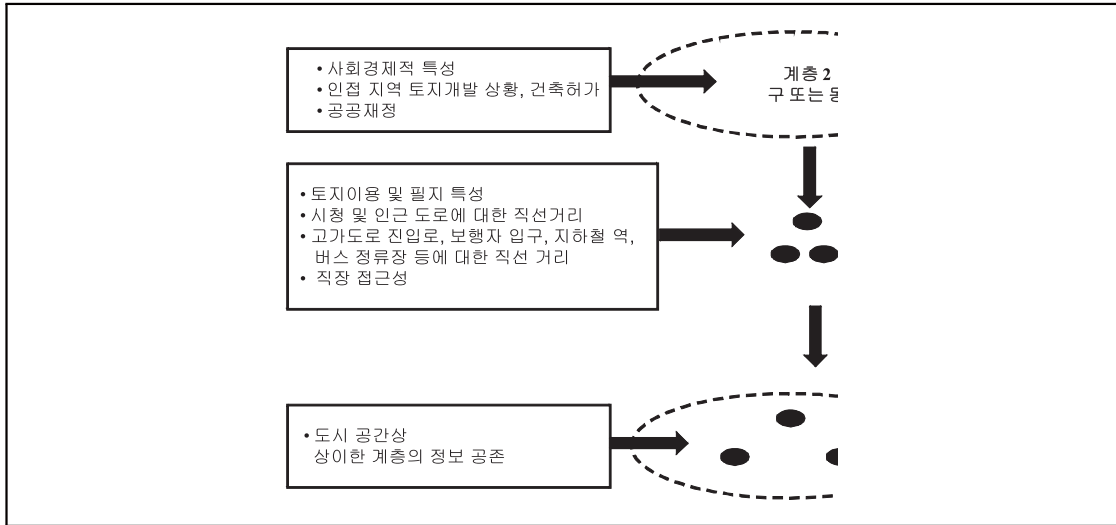 • 사회경제적 특성
• 인접 지역 토지개발 상황, 건축허가
• 공공재정
계층 2
구 또는
• 토지이용 및 필지 특성
• 시청 및 인근 도로에 대한 직선거리
• 고가도로 진입로, 보행자 입구, 지하철 역,
버스 정류장 등에 대한 직선 거리
• 직장 접근성
• 도시 공간상
상이한 계층의 정보 공존